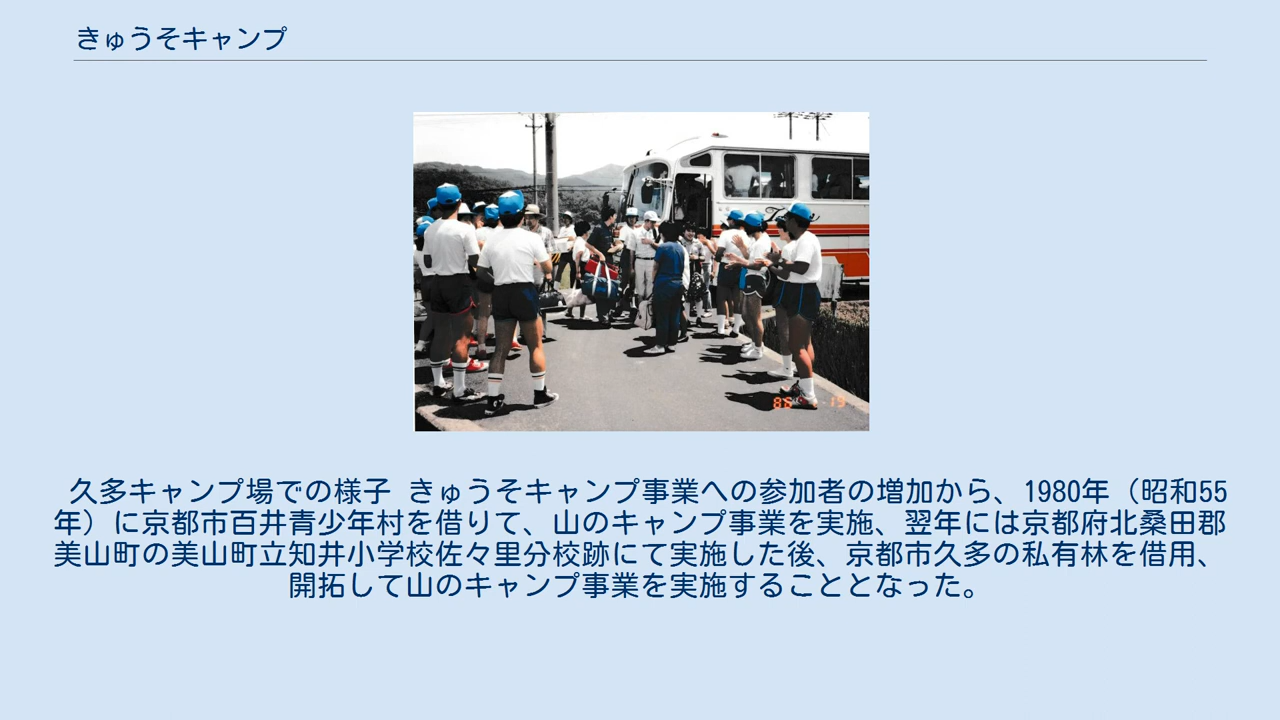 きゅうそキャンプ
86 19
久多キャンプ場での様子 きゅうそキャンプ事業への参加者の増加から、1980年（昭和55
年）に京都市百井青少年村を借りて、山のキャンプ事業を実施、翌年には京都府北桑田郡
美山町の美山町立知井小学校佐々里分校跡にて実施した後、京都市久多の私有林を借用、
開拓して山のキャンプ事業を実施することとなった。